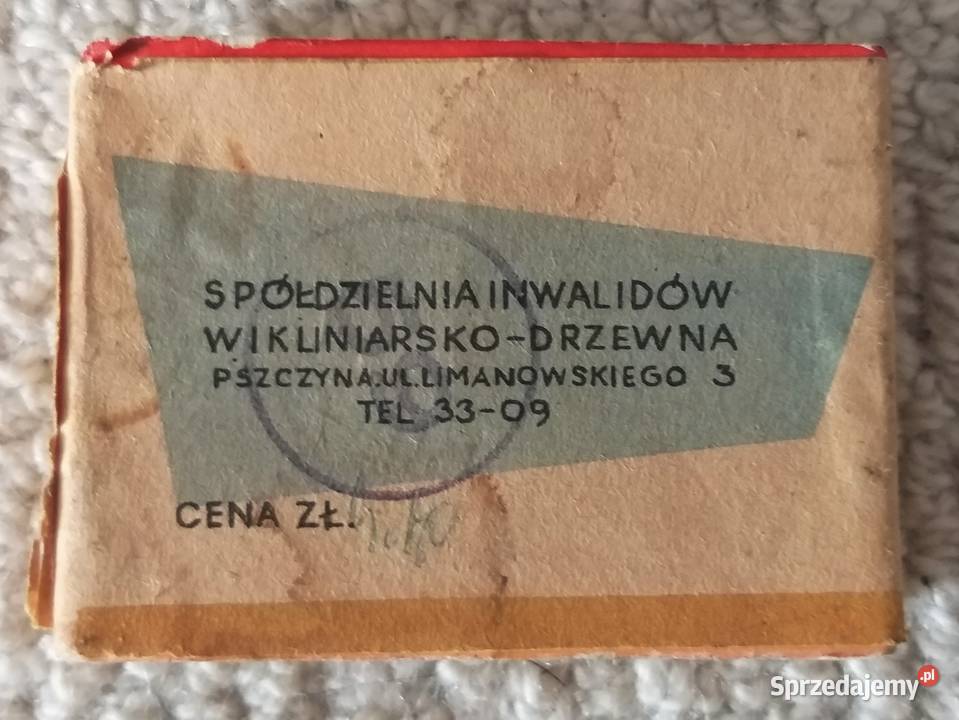 SPÓŁDZIELNIA INWALIDÓW
WIKLINIARSKO-DRZEWNA
PSZCZYNA.UL.LIMANOWSKIEGO 3
TEL 33-09
CENA ZŁ.
Sprzedajemy.pl